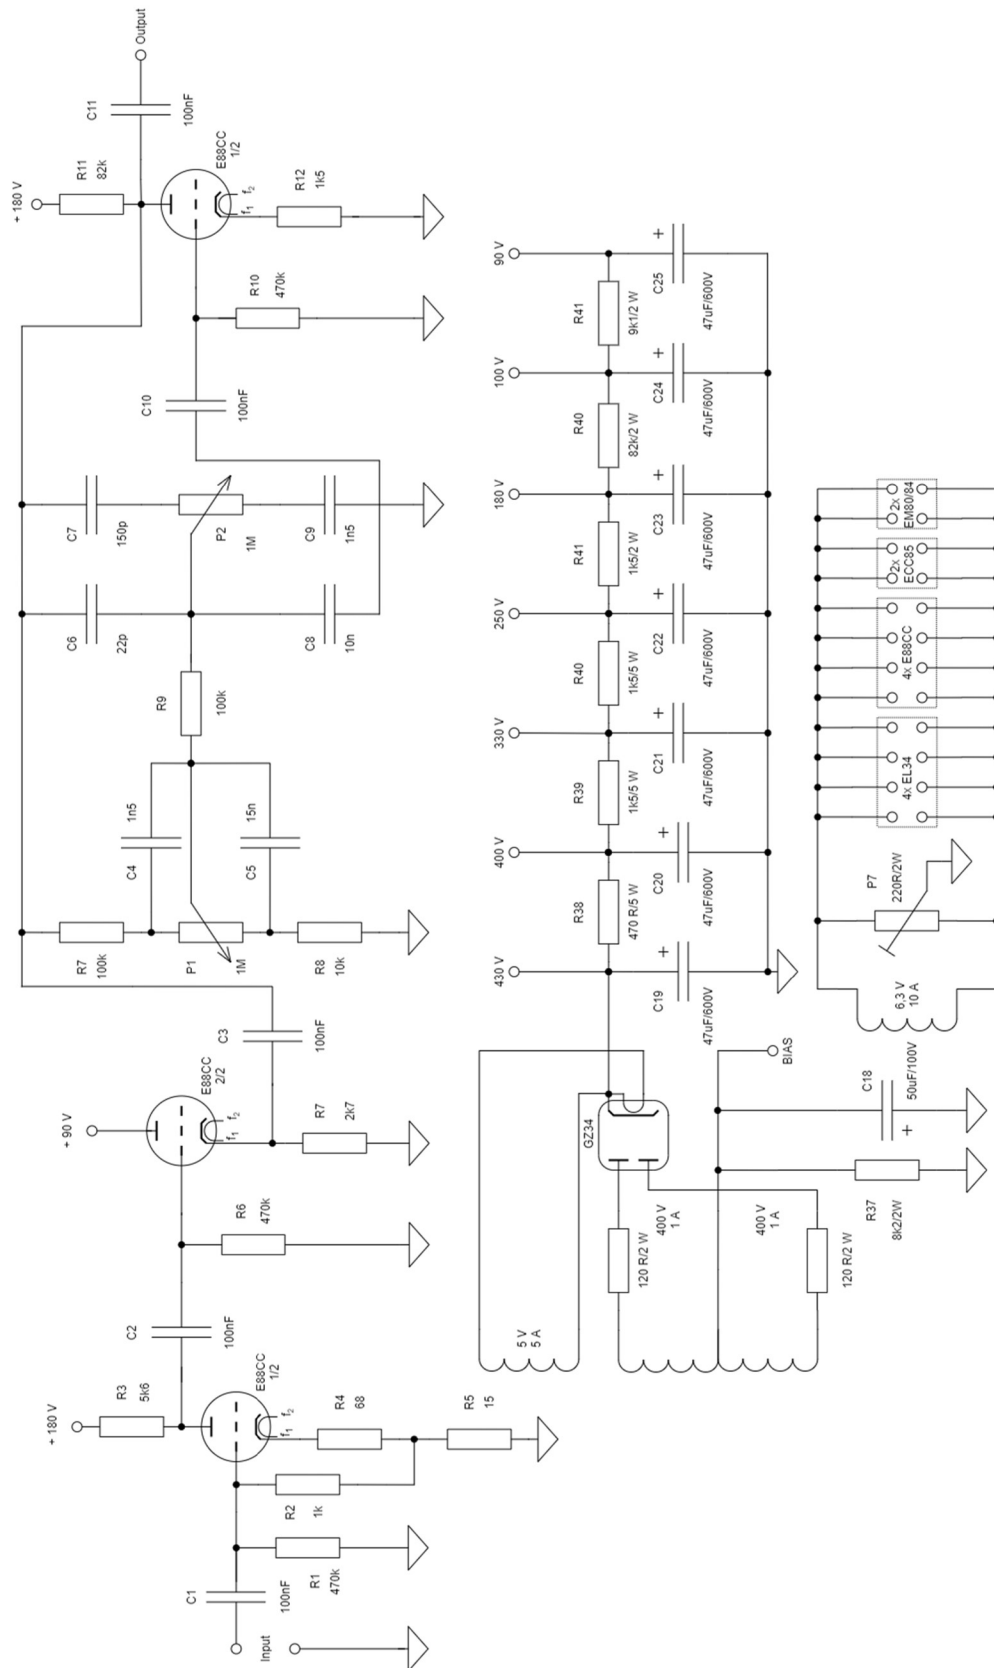 Input
C1
100nF
R1
470k
R2
1k
+ 180 V
R3
5k6
E88CC
1/2
f₁
f₂
R4
68
R5
15
C2
100nF
R6
470k
+ 90 V
E88CC
2/2
f₁
f₂
R7
2k7
C3
100nF
R7
100k
P1
1M
R8
10k
C4
1n5
C5
15n
R9
100k
C6
22p
C8
10n
C7
150p
P2
1M
C9
1n5
C10
100nF
R10
470k
+ 180 V
R11
82k
E88CC
1/2
f₁
f₂
R12
1k5
C11
100nF
Output
5 V
5 A
120 R/2 W
400 V
1 A
400 V
1 A
120 R/2 W
GZ34
R37
8k2/2W
C18
50uF/100V
+
BIAS
430 V
R38
470 R/5 W
400 V
R39
1k5/5 W
330 V
R40
1k5/5 W
250 V
R41
1k5/2 W
180 V
R40
82k/2 W
100 V
R41
9k1/2 W
90 V
C19
+
47uF/600V
C20
+
47uF/600V
C21
+
47uF/600V
C22
+
47uF/600V
C23
+
47uF/600V
C24
+
47uF/600V
C25
+
47uF/600V
6,3 V
10 A
P7
220R/2W
4x EL34
4x E88CC
2x
ECC85
2x
EM80/84